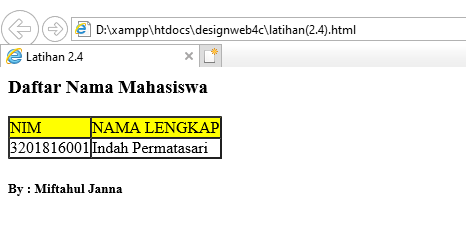 D:\xampp\htdocs\designweb4c\latihan(2.4).html
Latihan 2.4
Daftar Nama Mahasiswa
NIM NAMA LENGKAP
3201816001 Indah Permatasari
By : Miftahul Janna